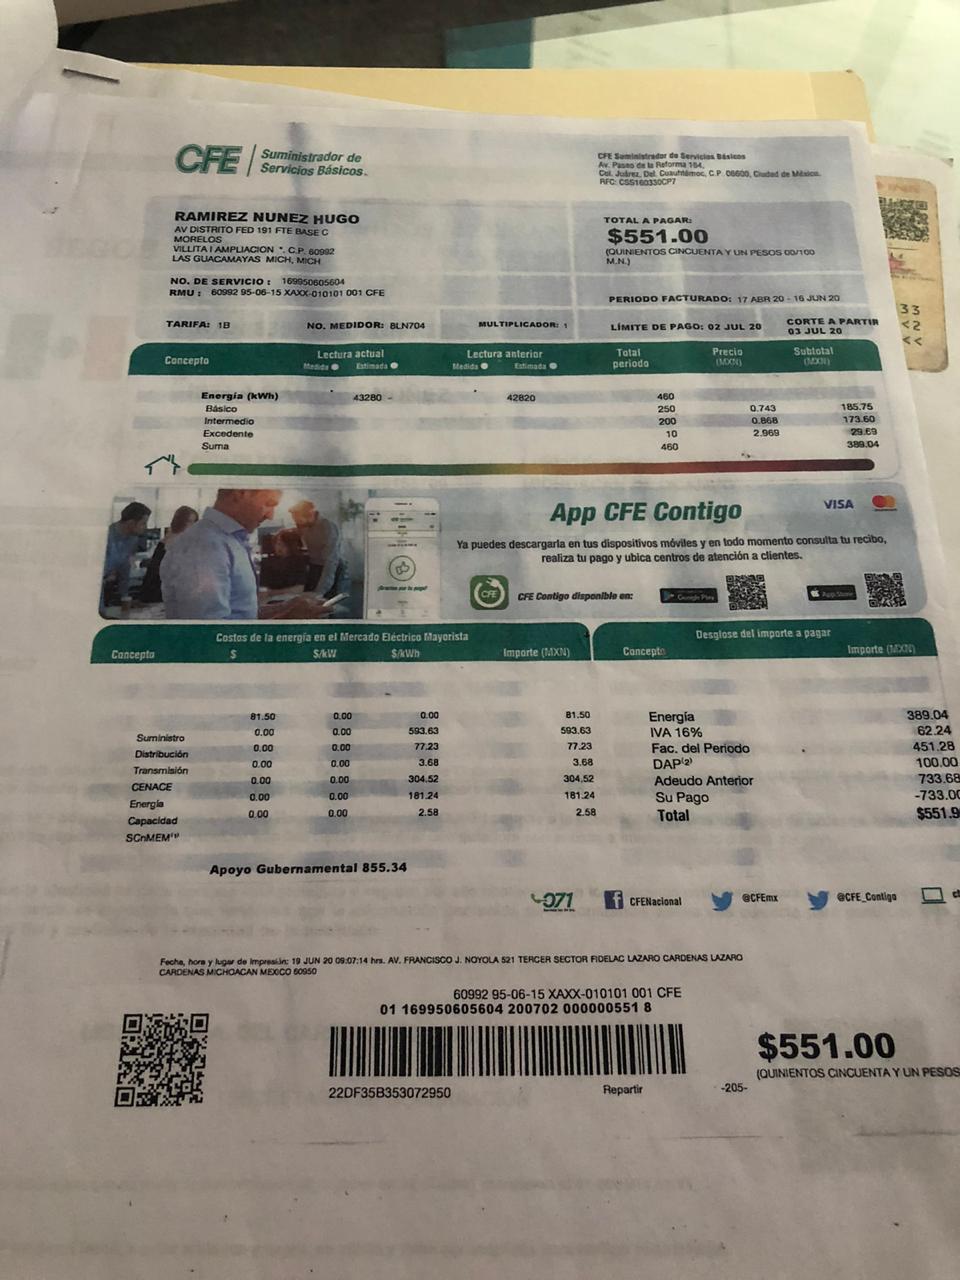 CFE Suministrador de
Servicios Básicos
CFE Suministrador de Servicios Básicos
Av. Paseo de la Reforma 164,
Col. Juárez, Del. Cuauhtémoc, C.P. 06600, Ciudad de México.
RFC: CSS160330CP7
RAMIREZ NUNEZ HUGO
AV DISTRITO FED 191 FTE BASE C
MORELOS
VILLITA I AMPLIACION *. C.P. 60992
LAS GUACAMAYAS MICH, MICH
TOTAL A PAGAR:
$551.00
(QUINIENTOS CINCUENTA Y UN PESOS 00/100
M.N.)
NO. DE SERVICIO : 169950605604
RMU : 60992 95-06-15 XAXX-010101 001 CFE
PERIODO FACTURADO: 17 ABR 20 - 16 JUN 20
TARIFA: 1B NO. MEDIDOR: 8LN704 MULTIPLICADOR: 1 LÍMITE DE PAGO: 02 JUL 20 CORTE A PARTIR
03 JUL 20
Concepto Lectura actual Lectura anterior Total periodo Precio (MXN) Subtotal (MXN)
Medida Estimada Medida Estimada
Energía (kWh) 43280 - 42820 460
Básico 250 0.743 185.75
Intermedio 200 0.868 173.60
Excedente 10 2.969 29.69
Suma 460 389.04
App CFE Contigo VISA mastercard
Ya puedes descargarla en tus dispositivos móviles y en todo momento consulta tu recibo,
realiza tu pago y ubica centros de atención a clientes.
¡Gracias por tu pago!
CFE CFE Contigo disponible en: Google Play App Store
Costos de la energía en el Mercado Eléctrico Mayorista
Concepto $ $/kW $/kWh Importe (MXN)
81.50 0.00 0.00 81.50
Suministro 0.00 0.00 593.63 593.63
Distribución 0.00 0.00 77.23 77.23
Transmisión 0.00 0.00 3.68 3.68
CENACE 0.00 0.00 304.52 304.52
Energía 0.00 0.00 181.24 181.24
Capacidad 0.00 0.00 2.58 2.58
SCnMEM(1)
Apoyo Gubernamental 855.34
Desglose del importe a pagar
Concepto Importe (MXN)
Energía 389.04
IVA 16% 62.24
Fac. del Periodo 451.28
DAP(2) 100.00
Adeudo Anterior 733.68
Su Pago -733.00
Total $551.9
071 CFENacional @CFEmx @CFE_Contigo
Fecha, hora y lugar de Impresión: 19 JUN 20 09:07:14 hrs. AV. FRANCISCO J. NOYOLA 521 TERCER SECTOR FIDELAC LAZARO CARDENAS LAZARO
CARDENAS MICHOACAN MEXICO 60950
60992 95-06-15 XAXX-010101 001 CFE
01 169950605604 200702 000000551 8
$551.00
(QUINIENTOS CINCUENTA Y UN PESOS
22DF35B353072950 Repartir -205-
33
<2
<<